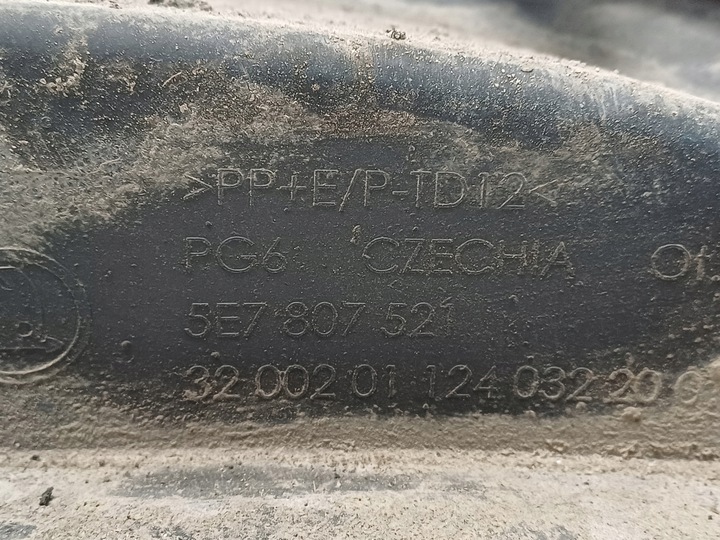 >PP+E/P-TD12<
PG6 CZECHIA
5E7 807 521
32 002 01 124 032 20